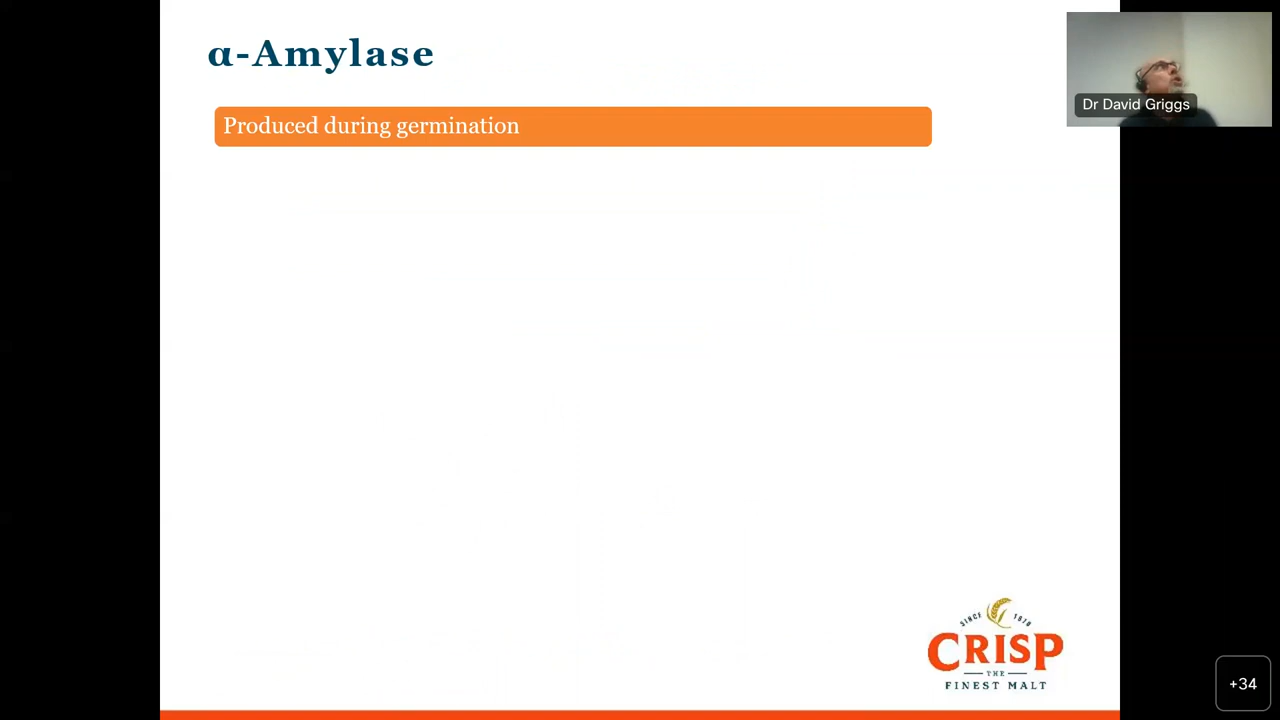 α-Amylase
Dr David Griggs
Produced during germination
SINCE 1870
CRISP
THE
FINEST MALT
+34